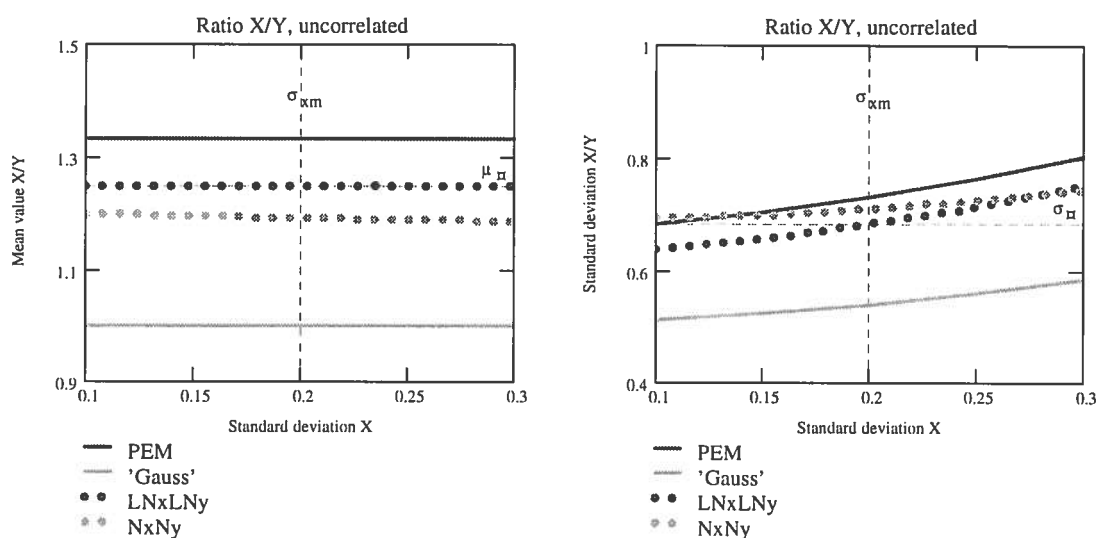 Ratio X/Y, uncorrelated
1.5
1.3
1.1
0.9
Mean value X/Y
σxm
μ¤
0.1
0.15
0.2
0.25
0.3
Standard deviation X
PEM
'Gauss'
LNxLNy
NxNy
Ratio X/Y, uncorrelated
1
0.8
0.6
0.4
Standard deviation X/Y
σxm
σ¤
0.1
0.15
0.2
0.25
0.3
Standard deviation X
PEM
'Gauss'
LNxLNy
NxNy